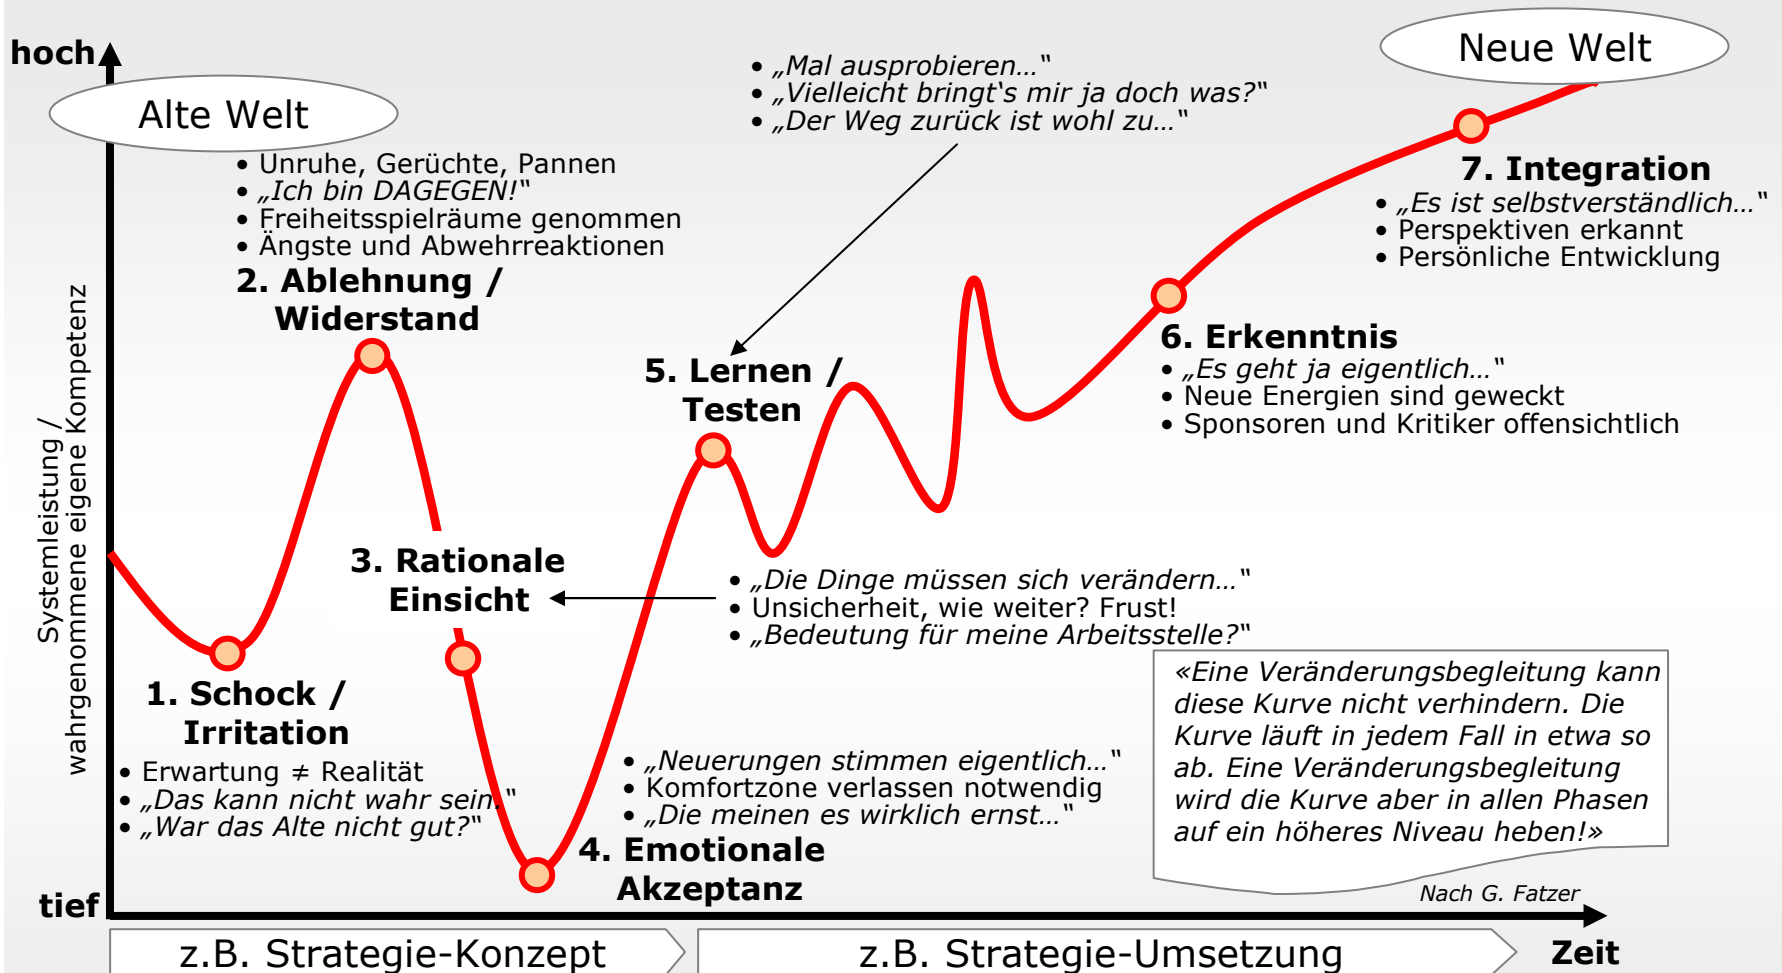 hoch
Alte Welt
Neue Welt
• „Mal ausprobieren…“
• „Vielleicht bringt‘s mir ja doch was?“
• „Der Weg zurück ist wohl zu…“
• Unruhe, Gerüchte, Pannen
• „Ich bin DAGEGEN!“
• Freiheitsspielräume genommen
• Ängste und Abwehrreaktionen
2. Ablehnung /
Widerstand
7. Integration
• „Es ist selbstverständlich…“
• Perspektiven erkannt
• Persönliche Entwicklung
6. Erkenntnis
• „Es geht ja eigentlich…“
• Neue Energien sind geweckt
• Sponsoren und Kritiker offensichtlich
5. Lernen /
Testen
Systemleistung /
wahrgenommene eigene Kompetenz
3. Rationale
Einsicht
• „Die Dinge müssen sich verändern…“
• Unsicherheit, wie weiter? Frust!
• „Bedeutung für meine Arbeitsstelle?“
1. Schock /
Irritation
• Erwartung ≠ Realität
• „Das kann nicht wahr sein.“
• „War das Alte nicht gut?“
• „Neuerungen stimmen eigentlich…“
• Komfortzone verlassen notwendig
• „Die meinen es wirklich ernst…“
4. Emotionale
Akzeptanz
«Eine Veränderungsbegleitung kann
diese Kurve nicht verhindern. Die
Kurve läuft in jedem Fall in etwa so
ab. Eine Veränderungsbegleitung
wird die Kurve aber in allen Phasen
auf ein höheres Niveau heben!»
Nach G. Fatzer
tief
z.B. Strategie-Konzept
z.B. Strategie-Umsetzung
Zeit